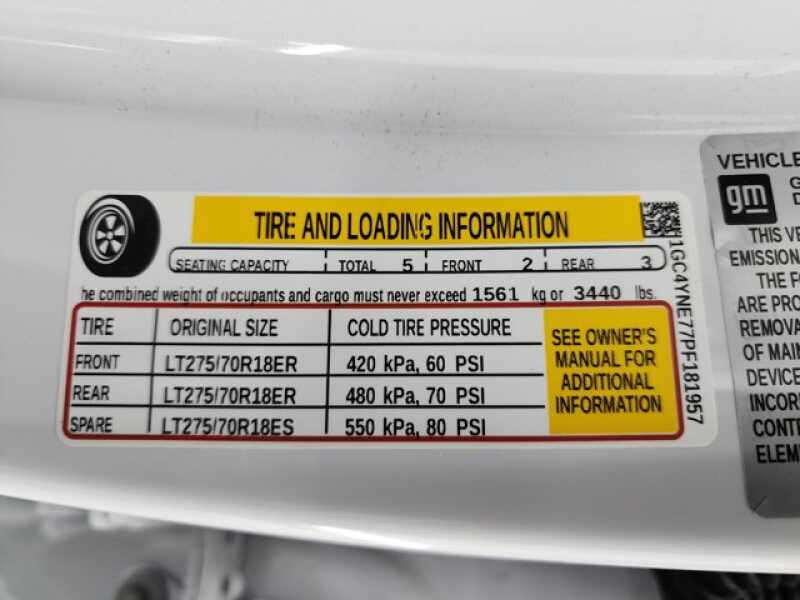 TIRE AND LOADING INFORMATION
SEATING CAPACITY TOTAL 5 FRONT 2 REAR 3
he combined weight of occupants and cargo must never exceed 1561 kg or 3440 lbs.
TIRE ORIGINAL SIZE COLD TIRE PRESSURE
FRONT LT275/70R18ER 420 kPa, 60 PSI
REAR LT275/70R18ER 480 kPa, 70 PSI
SPARE LT275/70R18ES 550 kPa, 80 PSI
SEE OWNER'S
MANUAL FOR
ADDITIONAL
INFORMATION
1GC4YNE77PF181957
VEHICLE
gm G
D
THIS VE
EMISSION
THE FO
ARE PRO
REMOVA
OF MAIN
DEVICE
INCOR
CONTE
ELEM